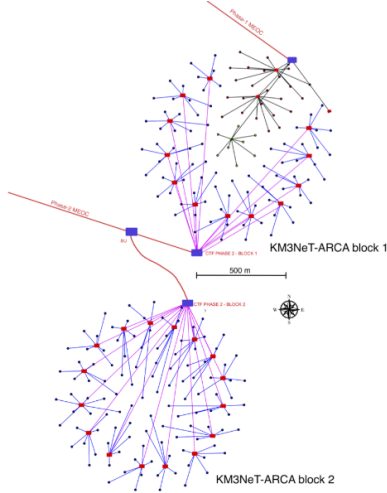 Phase-1 MEOC
KM3NeT-ARCA block 1
Phase-2 MEOC
BU
CTF PHASE 2 - BLOCK 1
500 m
CTF PHASE 2 - BLOCK 2
KM3NeT-ARCA block 2